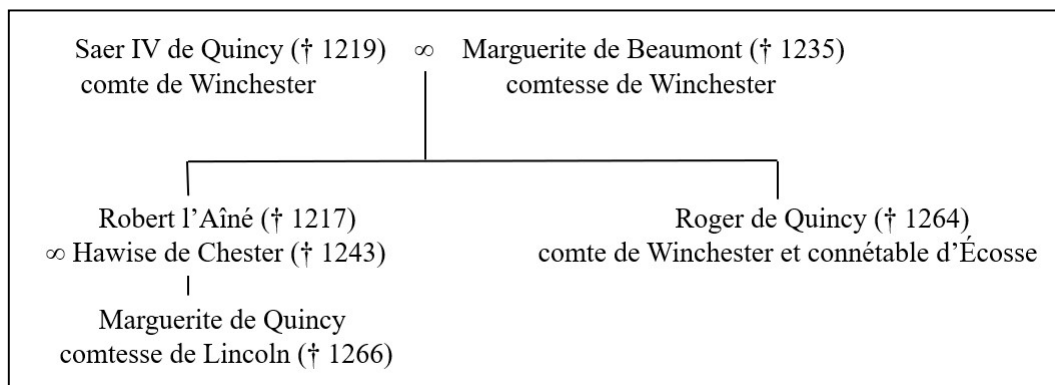 Saer IV de Quincy († 1219) ∞ Marguerite de Beaumont († 1235)
comte de Winchester comtesse de Winchester
Robert l’Aîné († 1217) Roger de Quincy († 1264)
∞ Hawise de Chester († 1243) comte de Winchester et connétable d’Écosse
Marguerite de Quincy
comtesse de Lincoln († 1266)